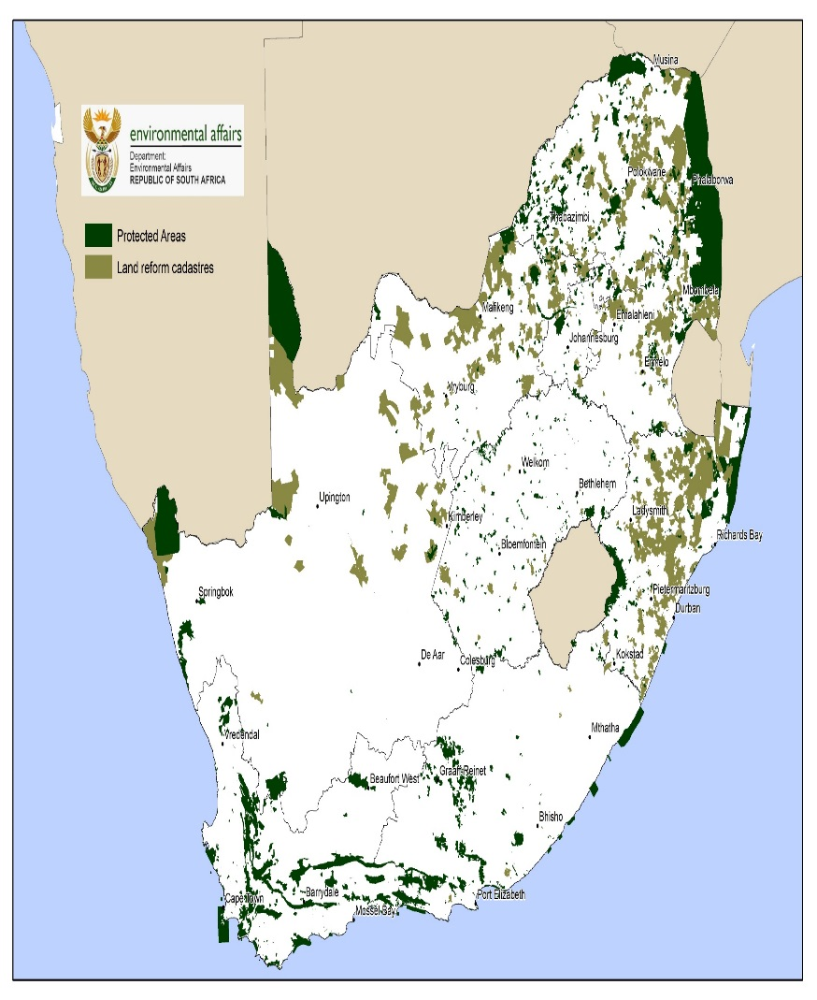 Musina
environmental affairs
Department:
Environmental Affairs
REPUBLIC OF SOUTH AFRICA
Polokwane
Phalaborwa
Thabazimbi
Protected Areas
Land reform cadastres
Mbombela
Mafikeng
Emalahleni
Johannesburg
Ermelo
Vryburg
Welkom
Bethlehem
Upington
Ladysmith
Kimberley
Richards Bay
Bloemfontein
Springbok
Pietermaritzburg
Durban
De Aar
Kokstad
Colesburg
Mthatha
Vredendal
Graaff-Reinet
Beaufort West
Bhisho
Barrydale
Port Elizabeth
Cape Town
Mossel Bay